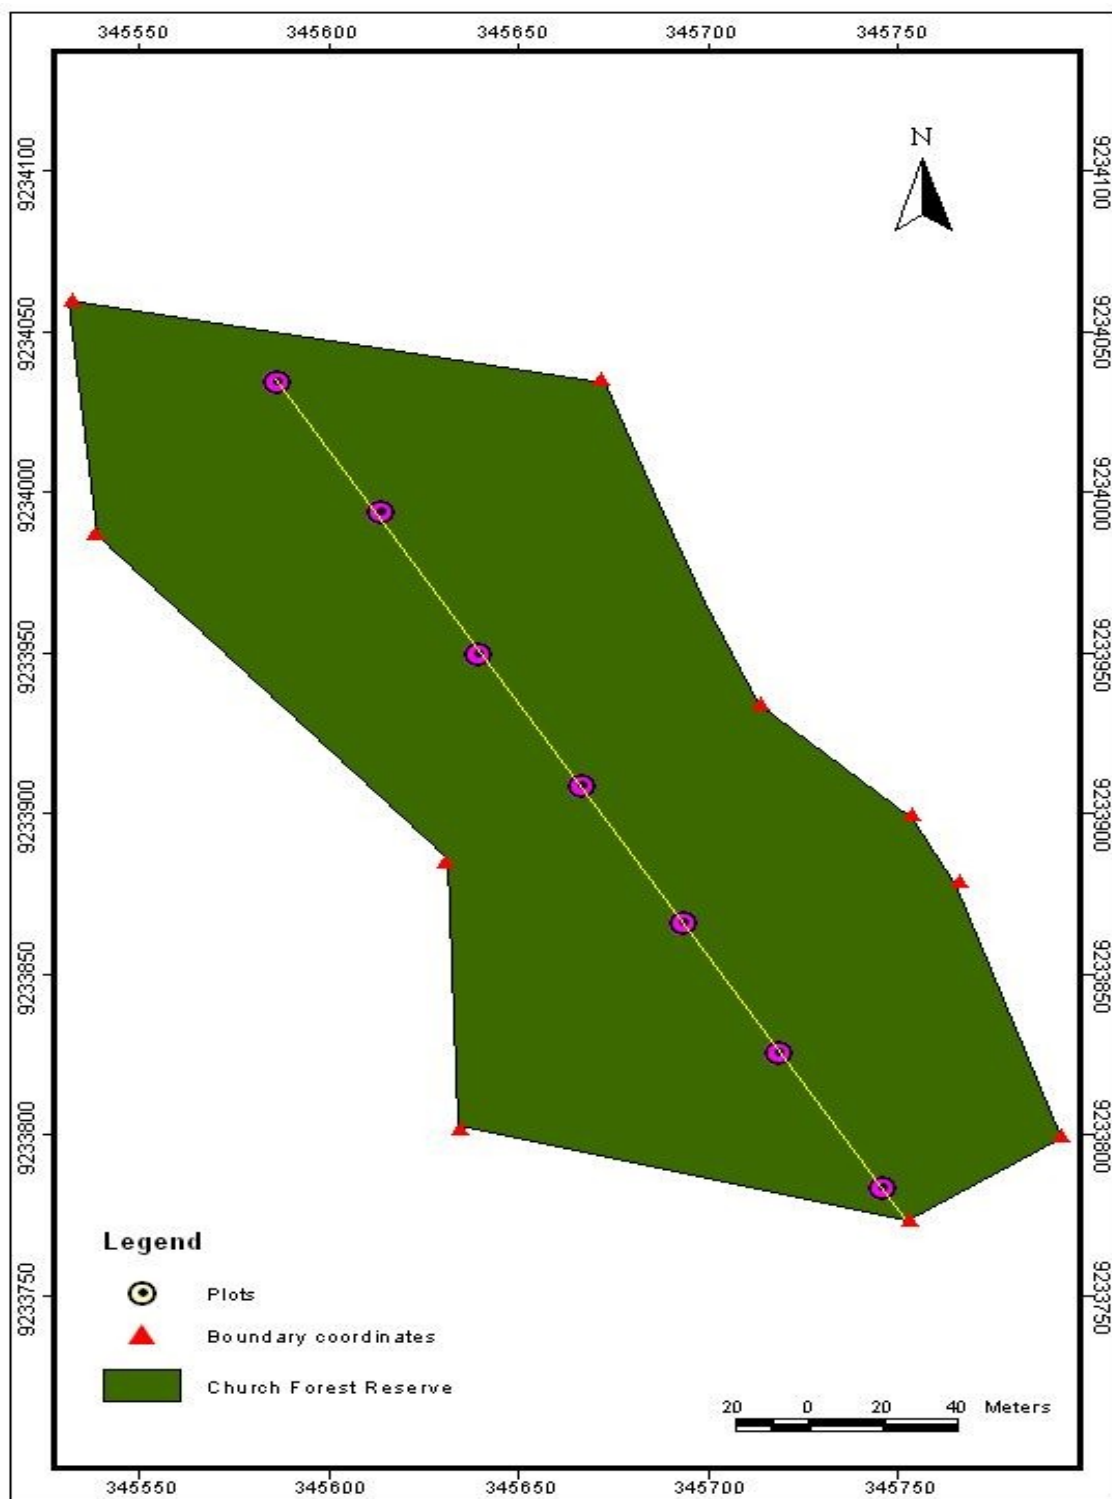 345550 345600 345650 345700 345750
N
9234100 9234100
9234050 9234050
9234000 9234000
9233950 9233950
9233900 9233900
9233850 9233850
9233800 9233800
9233750 9233750
Legend
Plots
Boundary coordinates
Church Forest Reserve
20 0 20 40 Meters
345550 345600 345650 345700 345750